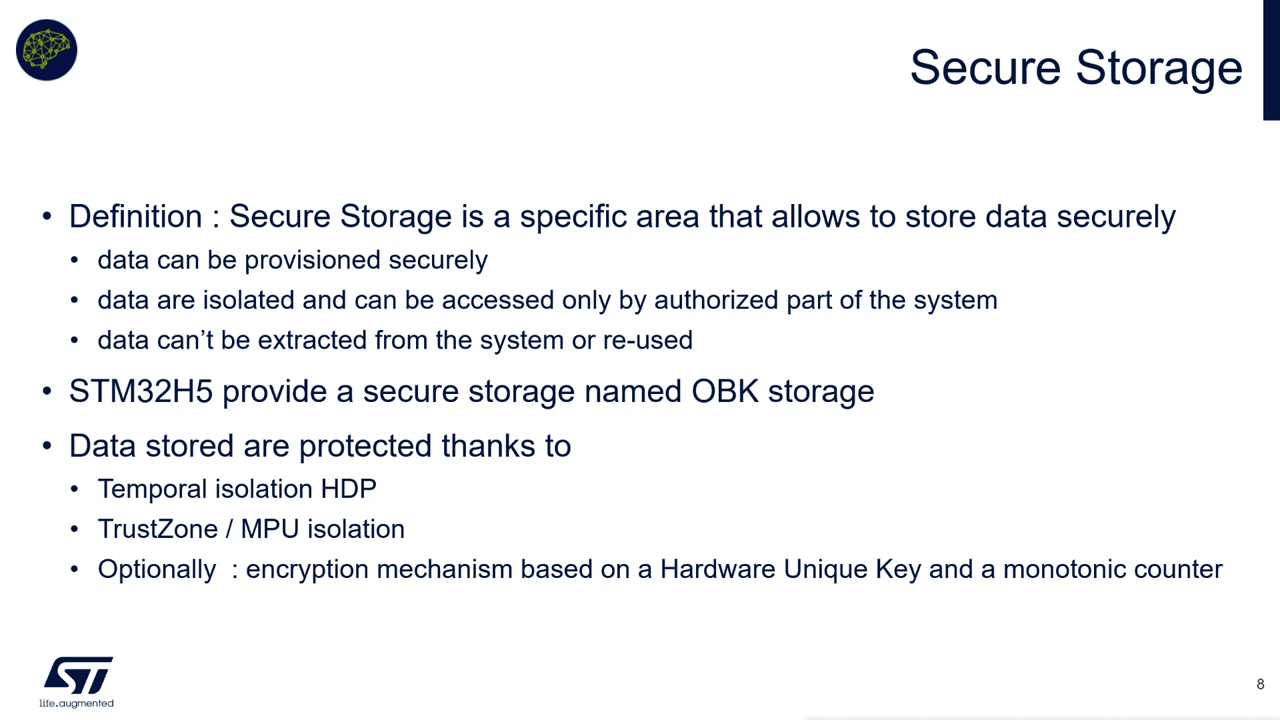 Secure Storage
• Definition : Secure Storage is a specific area that allows to store data securely
• data can be provisioned securely
• data are isolated and can be accessed only by authorized part of the system
• data can’t be extracted from the system or re-used
• STM32H5 provide a secure storage named OBK storage
• Data stored are protected thanks to
• Temporal isolation HDP
• TrustZone / MPU isolation
• Optionally : encryption mechanism based on a Hardware Unique Key and a monotonic counter
ST
life.augmented
8